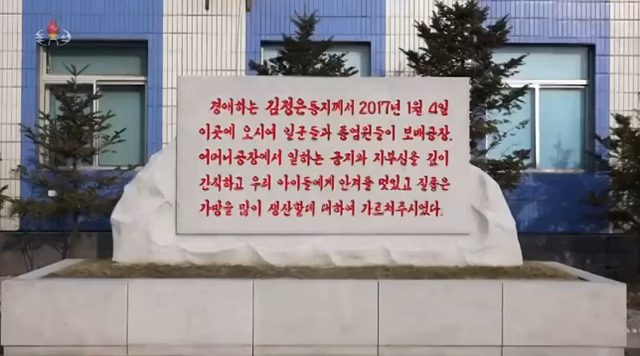 경애하는 김정은동지께서 2017년 1월 4일
이곳에 오시여 일군들과 종업원들이 보배공장,
어머니공장에서 일하는 긍지와 자부심을 깊이
간직하고 우리 아이들에게 안겨줄 멋있고 질좋은
가방을 많이 생산할데 대하여 가르쳐주시였다.